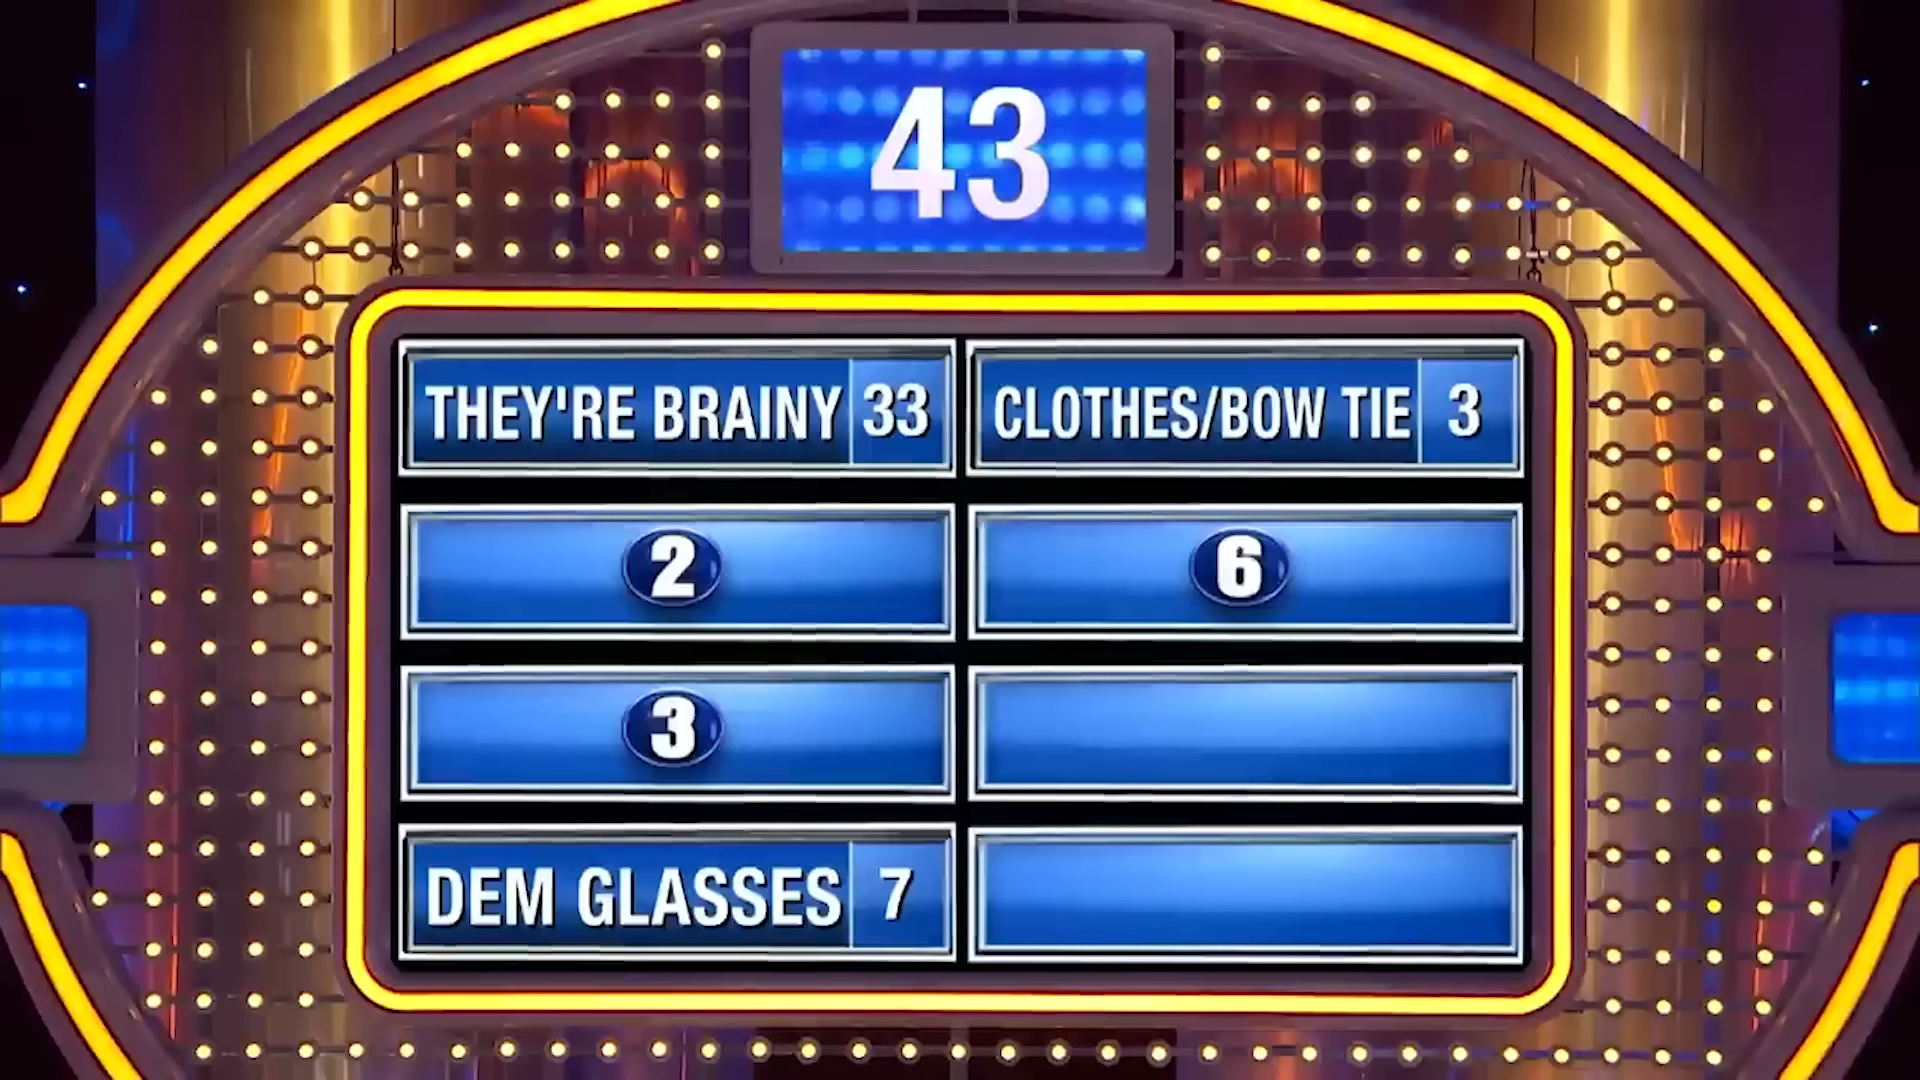 43
THEY'RE BRAINY 33
CLOTHES/BOW TIE 3
2
6
3
DEM GLASSES 7